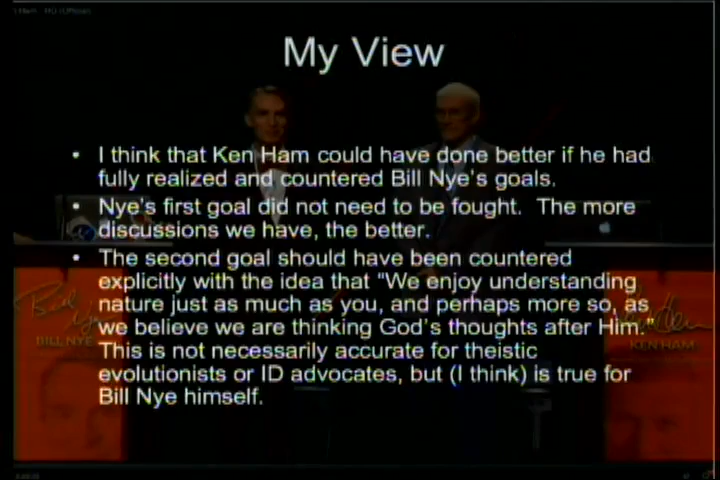 My View
• I think that Ken Ham could have done better if he had
fully realized and countered Bill Nye's goals.
• Nye's first goal did not need to be fought. The more
discussions we have, the better.
• The second goal should have been countered
explicitly with the idea that "We enjoy understanding
nature just as much as you, and perhaps more so, as
we believe we are thinking God's thoughts after Him."
This is not necessarily accurate for theistic
evolutionists or ID advocates, but (I think) is true for
Bill Nye himself.
BILL NYE
KEN HAM